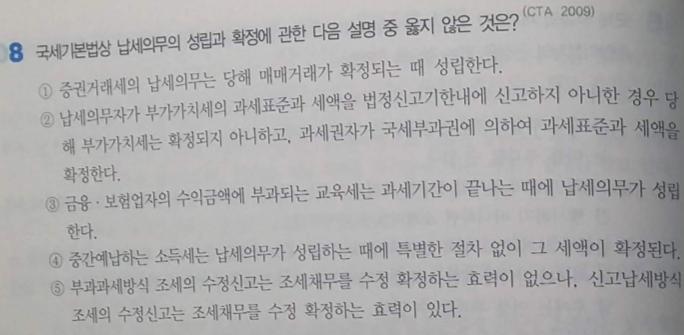 8 국세기본법상 납세의무의 성립과 확정에 관한 다음 설명 중 옳지 않은 것은? (CTA 2009)
① 증권거래세의 납세의무는 당해 매매거래가 확정되는 때 성립한다.
② 납세의무자가 부가가치세의 과세표준과 세액을 법정신고기한내에 신고하지 아니한 경우 당
해 부가가치세는 확정되지 아니하고, 과세권자가 국세부과권에 의하여 과세표준과 세액을
확정한다.
③ 금융·보험업자의 수익금액에 부과되는 교육세는 과세기간이 끝나는 때에 납세의무가 성립
한다.
④ 중간예납하는 소득세는 납세의무가 성립하는 때에 특별한 절차 없이 그 세액이 확정된다.
⑤ 부과과세방식 조세의 수정신고는 조세채무를 수정 확정하는 효력이 없으나, 신고납세방식
조세의 수정신고는 조세채무를 수정 확정하는 효력이 있다.